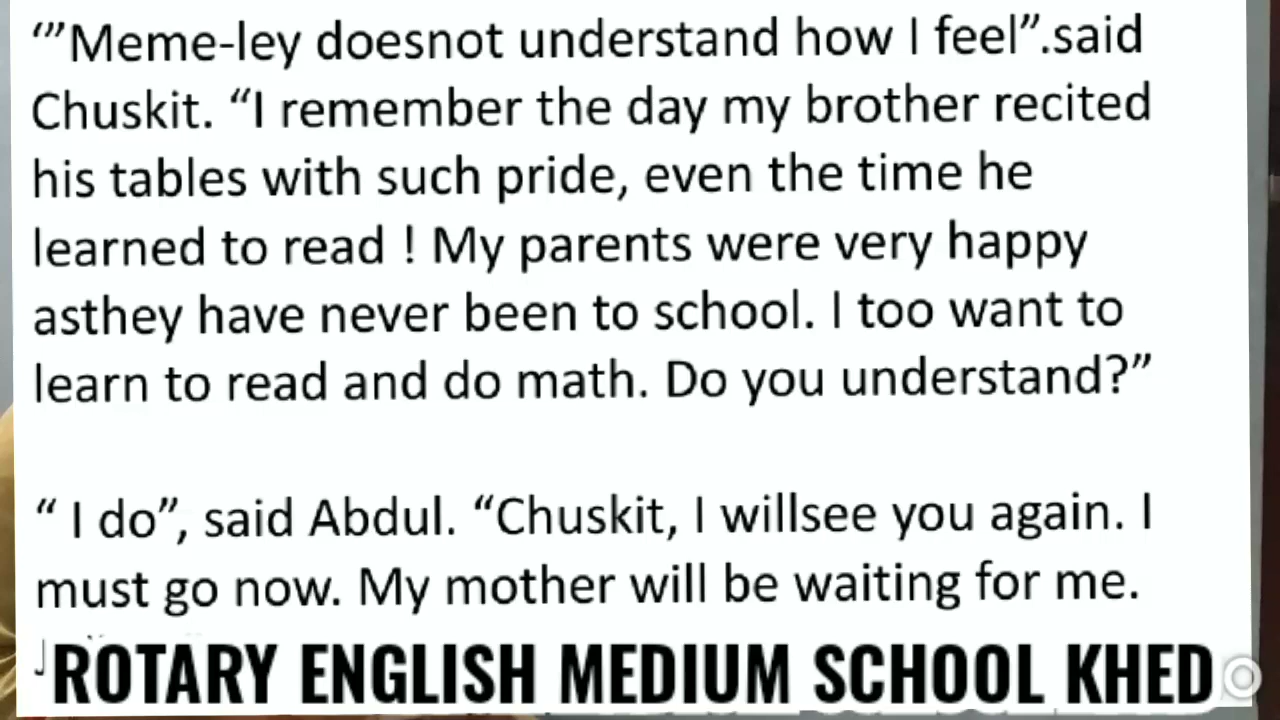 “’”Meme-ley doesnot understand how I feel”.said
Chuskit. “I remember the day my brother recited
his tables with such pride, even the time he
learned to read ! My parents were very happy
asthey have never been to school. I too want to
learn to read and do math. Do you understand?”
“ I do”, said Abdul. “Chuskit, I willsee you again. I
must go now. My mother will be waiting for me.
ROTARY ENGLISH MEDIUM SCHOOL KHED